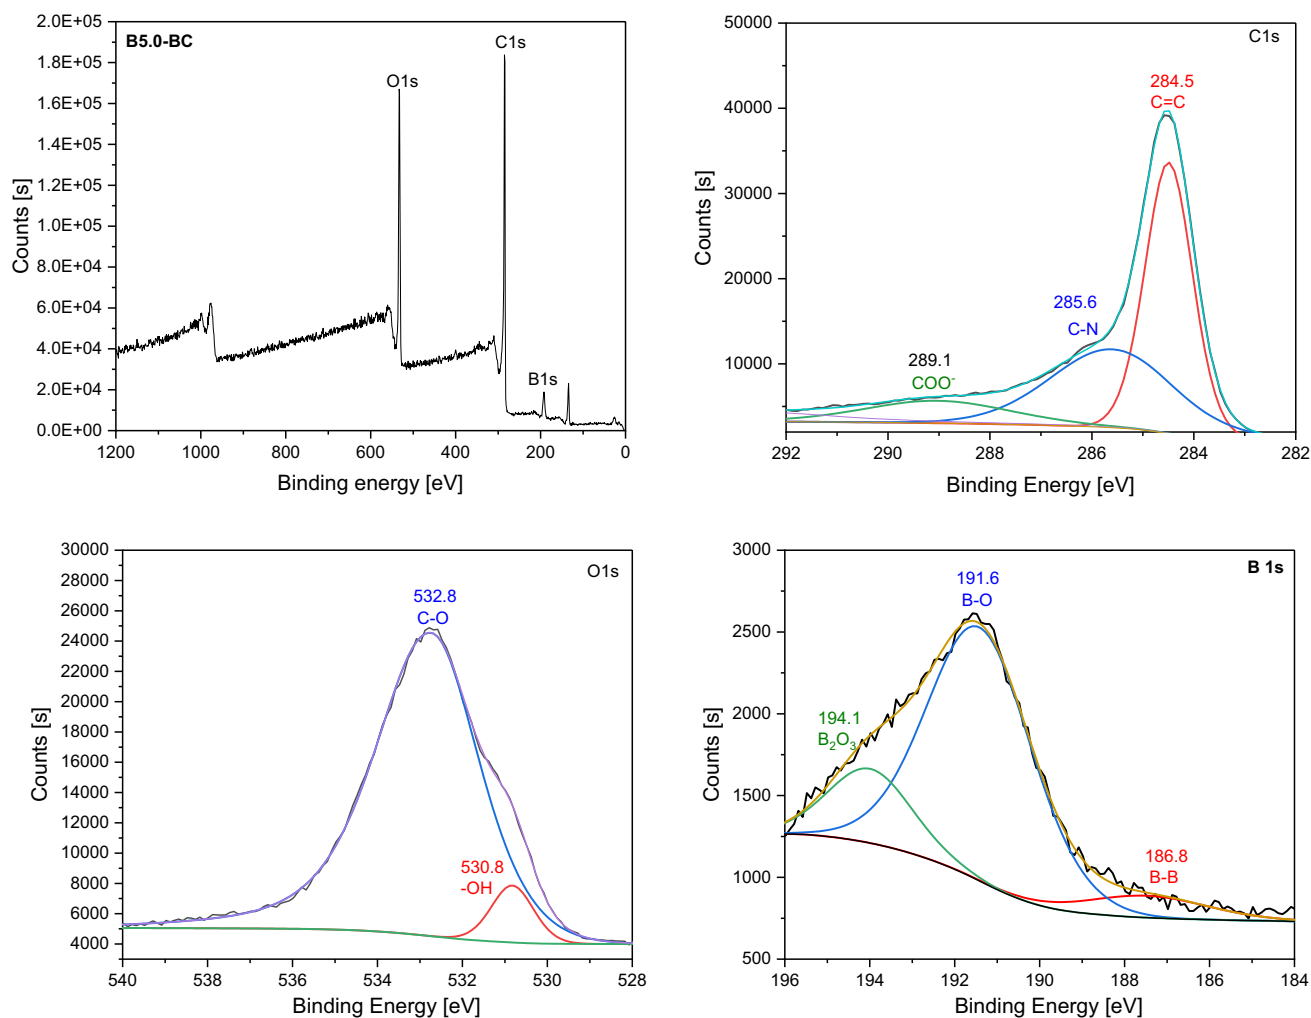 B5.0-BC
C1s
O1s
B1s
2.0E+05
1.8E+05
1.6E+05
1.4E+05
1.2E+05
1.0E+05
8.0E+04
6.0E+04
4.0E+04
2.0E+04
0.0E+00
Counts [s]
1200 1000 800 600 400 200 0
Binding energy [eV]
C1s
284.5
C=C
285.6
C-N
289.1
COO⁻
50000
40000
30000
20000
10000
Counts [s]
292 290 288 286 284 282
Binding Energy [eV]
O1s
532.8
C-O
530.8
-OH
30000
28000
26000
24000
22000
20000
18000
16000
14000
12000
10000
8000
6000
4000
Counts [s]
540 538 536 534 532 530 528
Binding Energy [eV]
B 1s
191.6
B-O
194.1
B₂O₃
186.8
B-B
3000
2500
2000
1500
1000
500
Counts [s]
196 194 192 190 188 186 184
Binding Energy [eV]